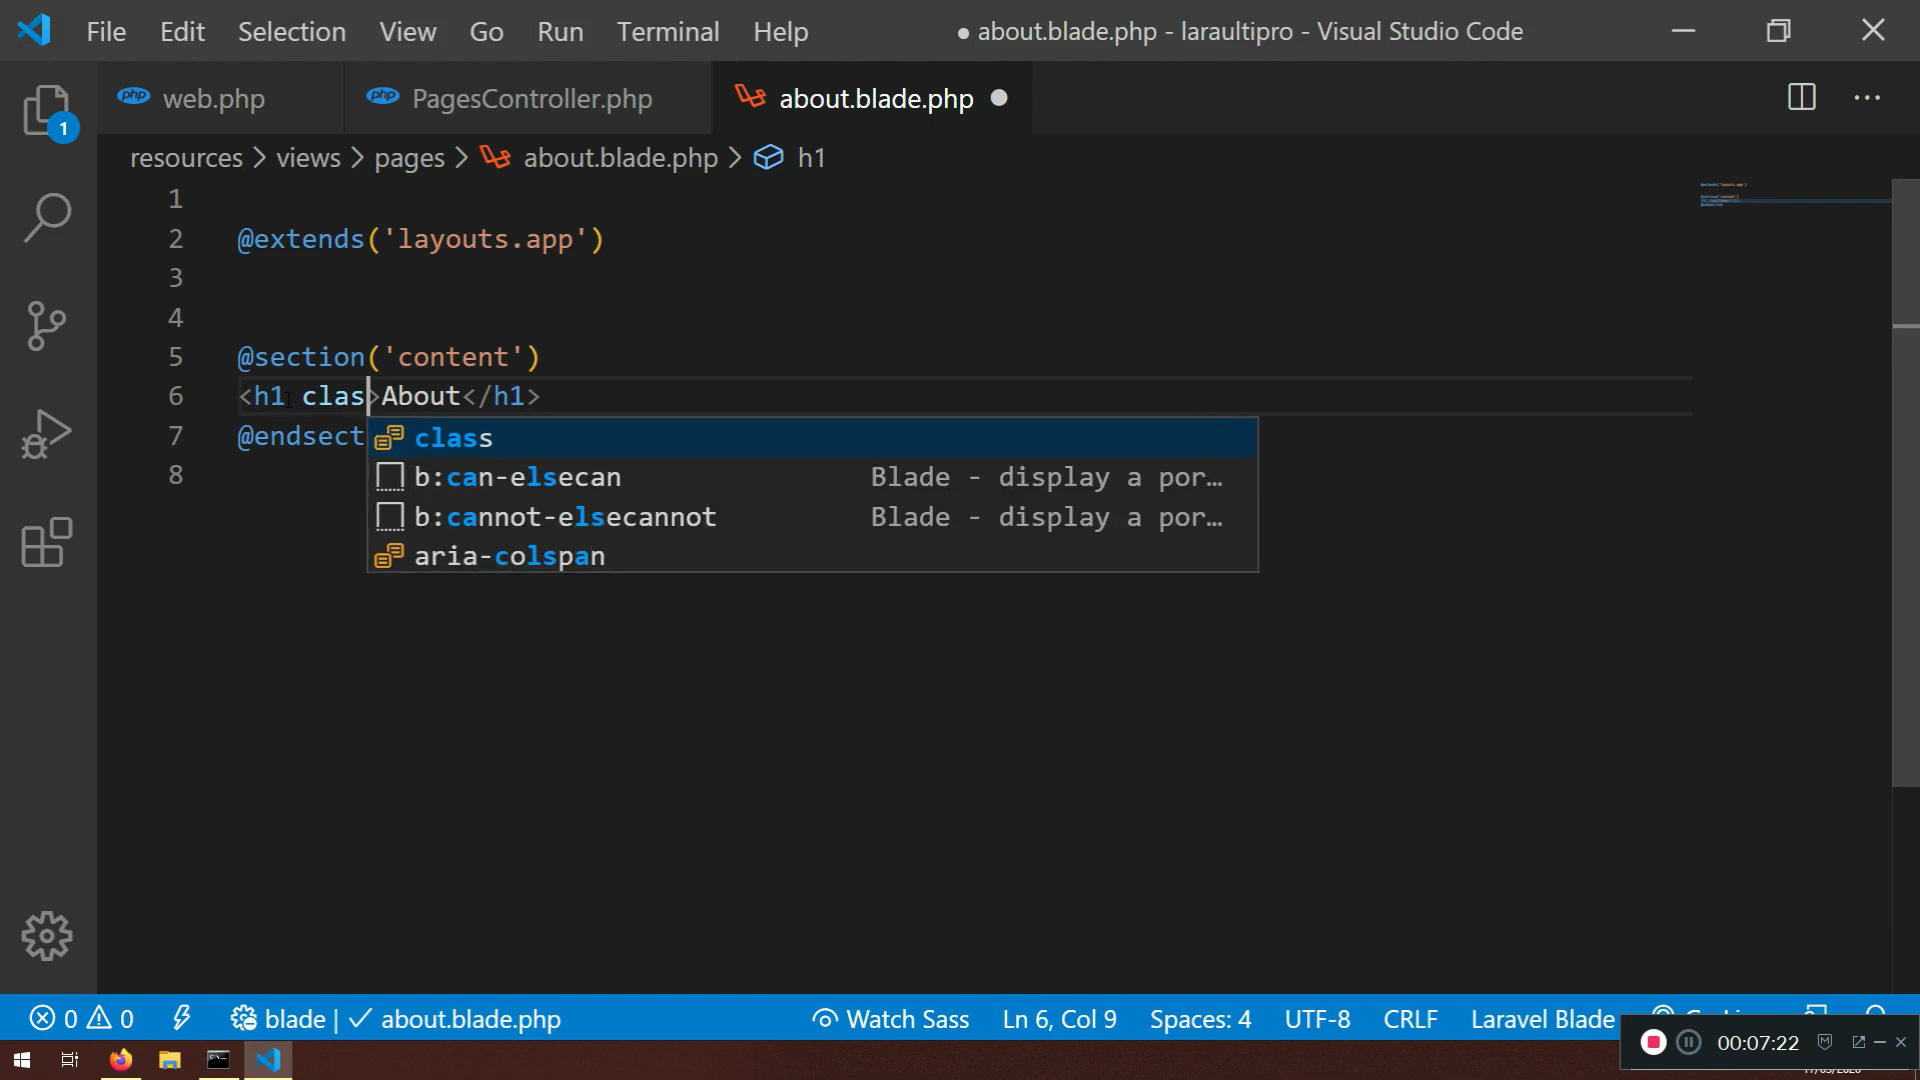 File Edit Selection View Go Run Terminal Help ● about.blade.php - laraultipro - Visual Studio Code
web.php PagesController.php about.blade.php
resources > views > pages > about.blade.php > h1
1
1
2 @extends('layouts.app')
3
4
5 @section('content')
6 <h1 clas>About</h1>
7 @endsect
8
class
b:can-elsecan Blade - display a por…
b:cannot-elsecannot Blade - display a por…
aria-colspan
0 0 blade | ✓ about.blade.php Watch Sass Ln 6, Col 9 Spaces: 4 UTF-8 CRLF Laravel Blade
00:07:22